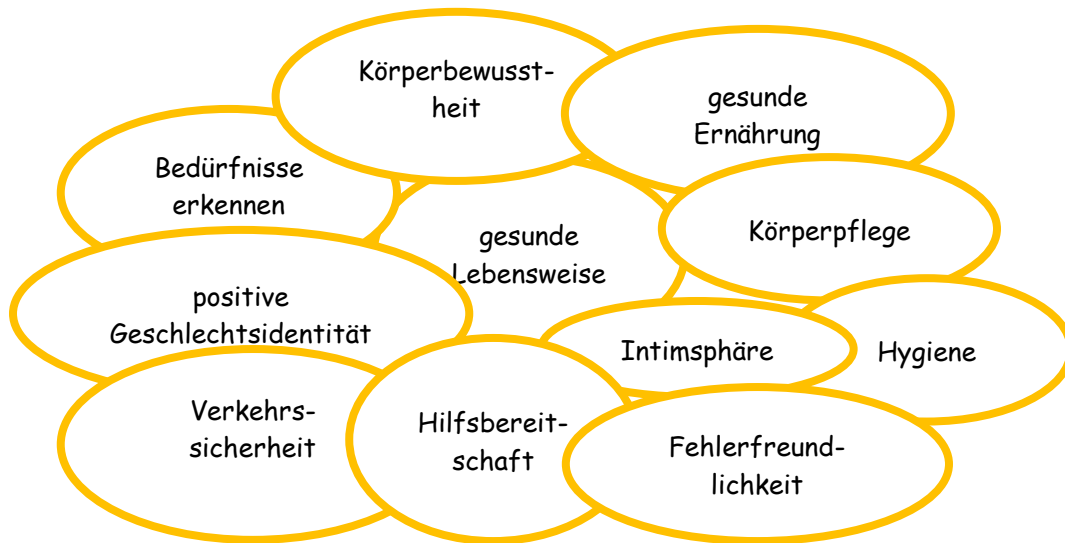 Körperbewusst-
heit
gesunde
Ernährung
Bedürfnisse
erkennen
gesunde
Lebensweise
Körperpflege
positive
Geschlechtsidentität
Intimsphäre
Hygiene
Verkehrs-
sicherheit
Hilfsbereit-
schaft
Fehlerfreund-
lichkeit